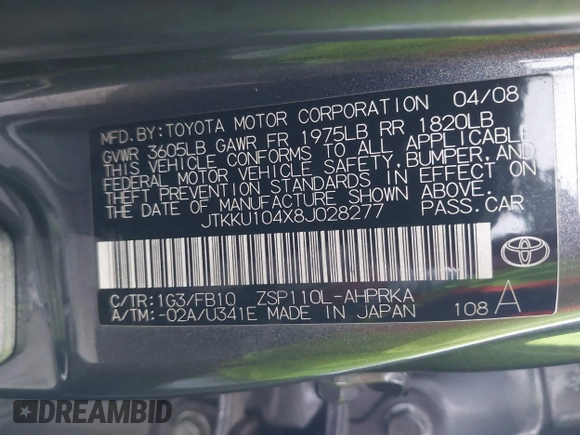 MFD. BY: TOYOTA MOTOR CORPORATION 04/08
GVWR 3605LB GAWR FR 1975LB RR 1820LB
THIS VEHICLE CONFORMS TO ALL APPLICABLE
FEDERAL MOTOR VEHICLE SAFETY, BUMPER, AND
THEFT PREVENTION STANDARDS IN EFFECT ON
THE DATE OF MANUFACTURE SHOWN ABOVE.
JTKKU104X8J028277 PASS. CAR
C/TR: 1G3/FB10 ZSP110L-AHPRKA
A/TM: -02A/U341E MADE IN JAPAN 108 A
DREAMBID